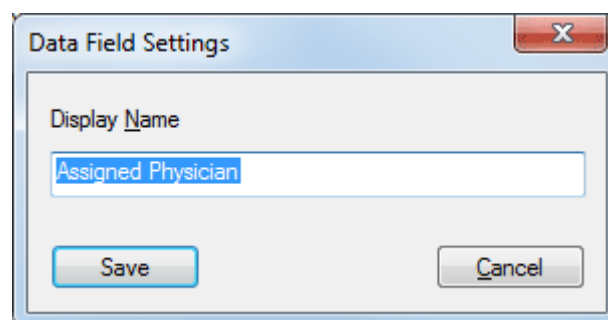 Data Field Settings
Display Name
Assigned Physician
Save
Cancel